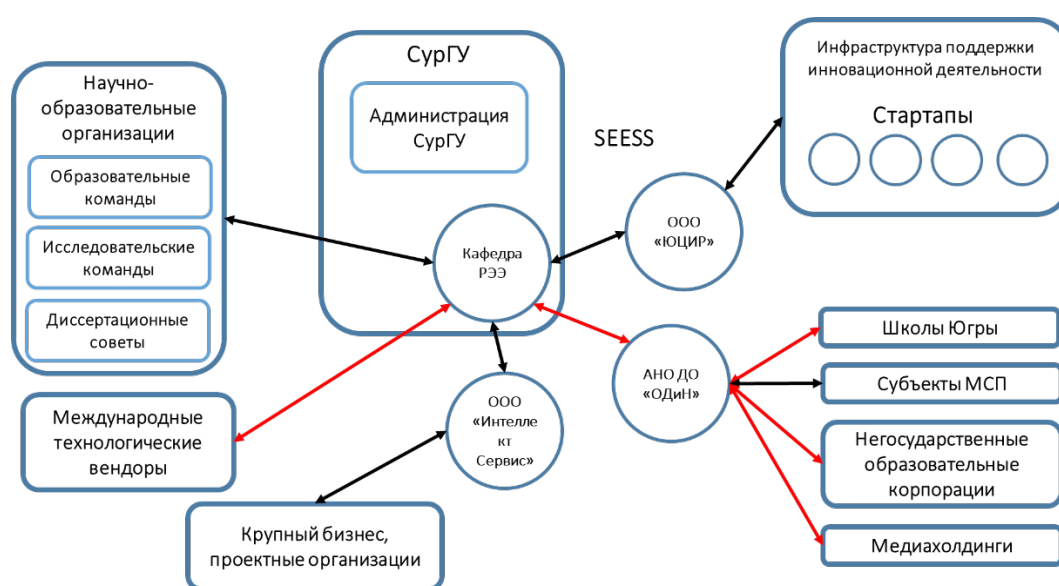 Научно-
образовательные
организации
Образовательные
команды
Исследовательские
команды
Диссертационные
советы
СурГУ
Администрация
СурГУ
SEESS
Инфраструктура поддержки
инновационной деятельности
Стартапы
Кафедра
РЭЭ
ООО
«ЮЦИР»
Международные
технологические
вендоры
ООО
«Интелле
кт
Сервис»
АНО ДО
«ОДиН»
Школы Югры
Субъекты МСП
Негосударственные
образовательные
корпорации
Медиахолдинги
Крупный бизнес,
проектные организации